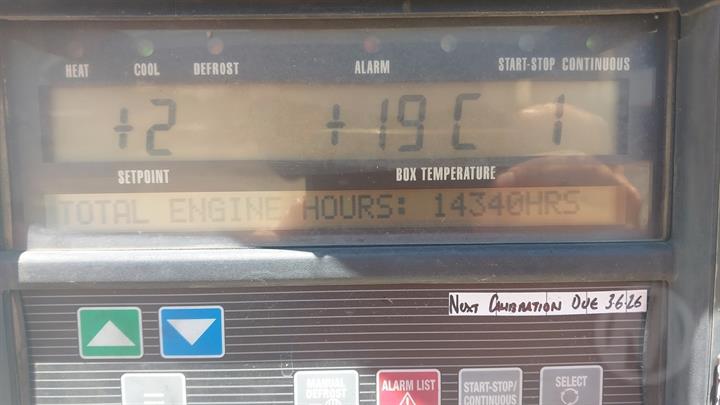 HEAT COOL DEFROST ALARM START-STOP CONTINUOUS
+2 +19 C 1
SETPOINT BOX TEMPERATURE
TOTAL ENGINE HOURS: 14340HRS
NEXT CALIBRATION DUE 3-6-26
MANUAL DEFROST
ALARM LIST
START-STOP/
CONTINUOUS
SELECT